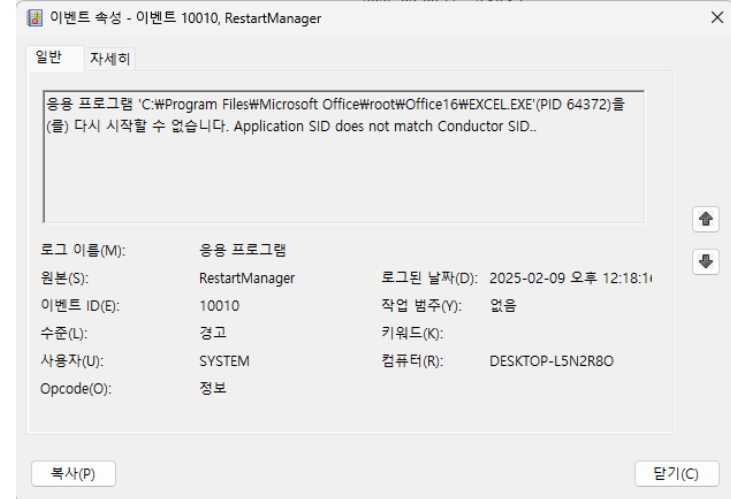 이벤트 속성 - 이벤트 10010, RestartManager
일반 자세히
응용 프로그램 'C:₩Program Files₩Microsoft Office₩root₩Office16₩EXCEL.EXE'(PID 64372)을
(를) 다시 시작할 수 없습니다. Application SID does not match Conductor SID..
로그 이름(M): 응용 프로그램
원본(S): RestartManager 로그된 날짜(D): 2025-02-09 오후 12:18:1
이벤트 ID(E): 10010 작업 범주(Y): 없음
수준(L): 경고 키워드(K):
사용자(U): SYSTEM 컴퓨터(R): DESKTOP-L5N2R8O
Opcode(O): 정보
복사(P) 닫기(C)